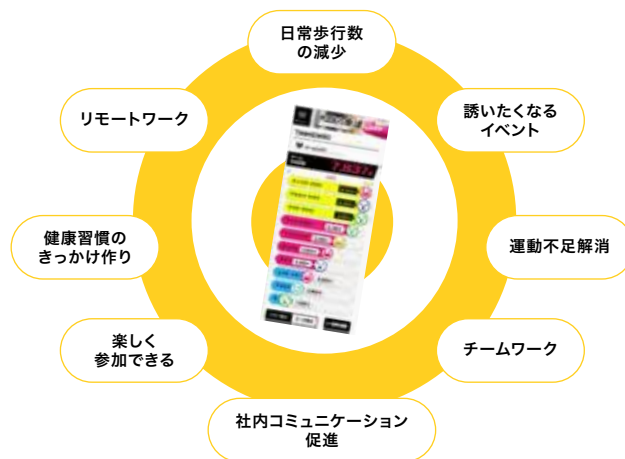 日常歩行数
の減少
リモートワーク
誘いたくなる
イベント
健康習慣の
きっかけ作り
運動不足解消
楽しく
参加できる
チームワーク
社内コミュニケーション
促進